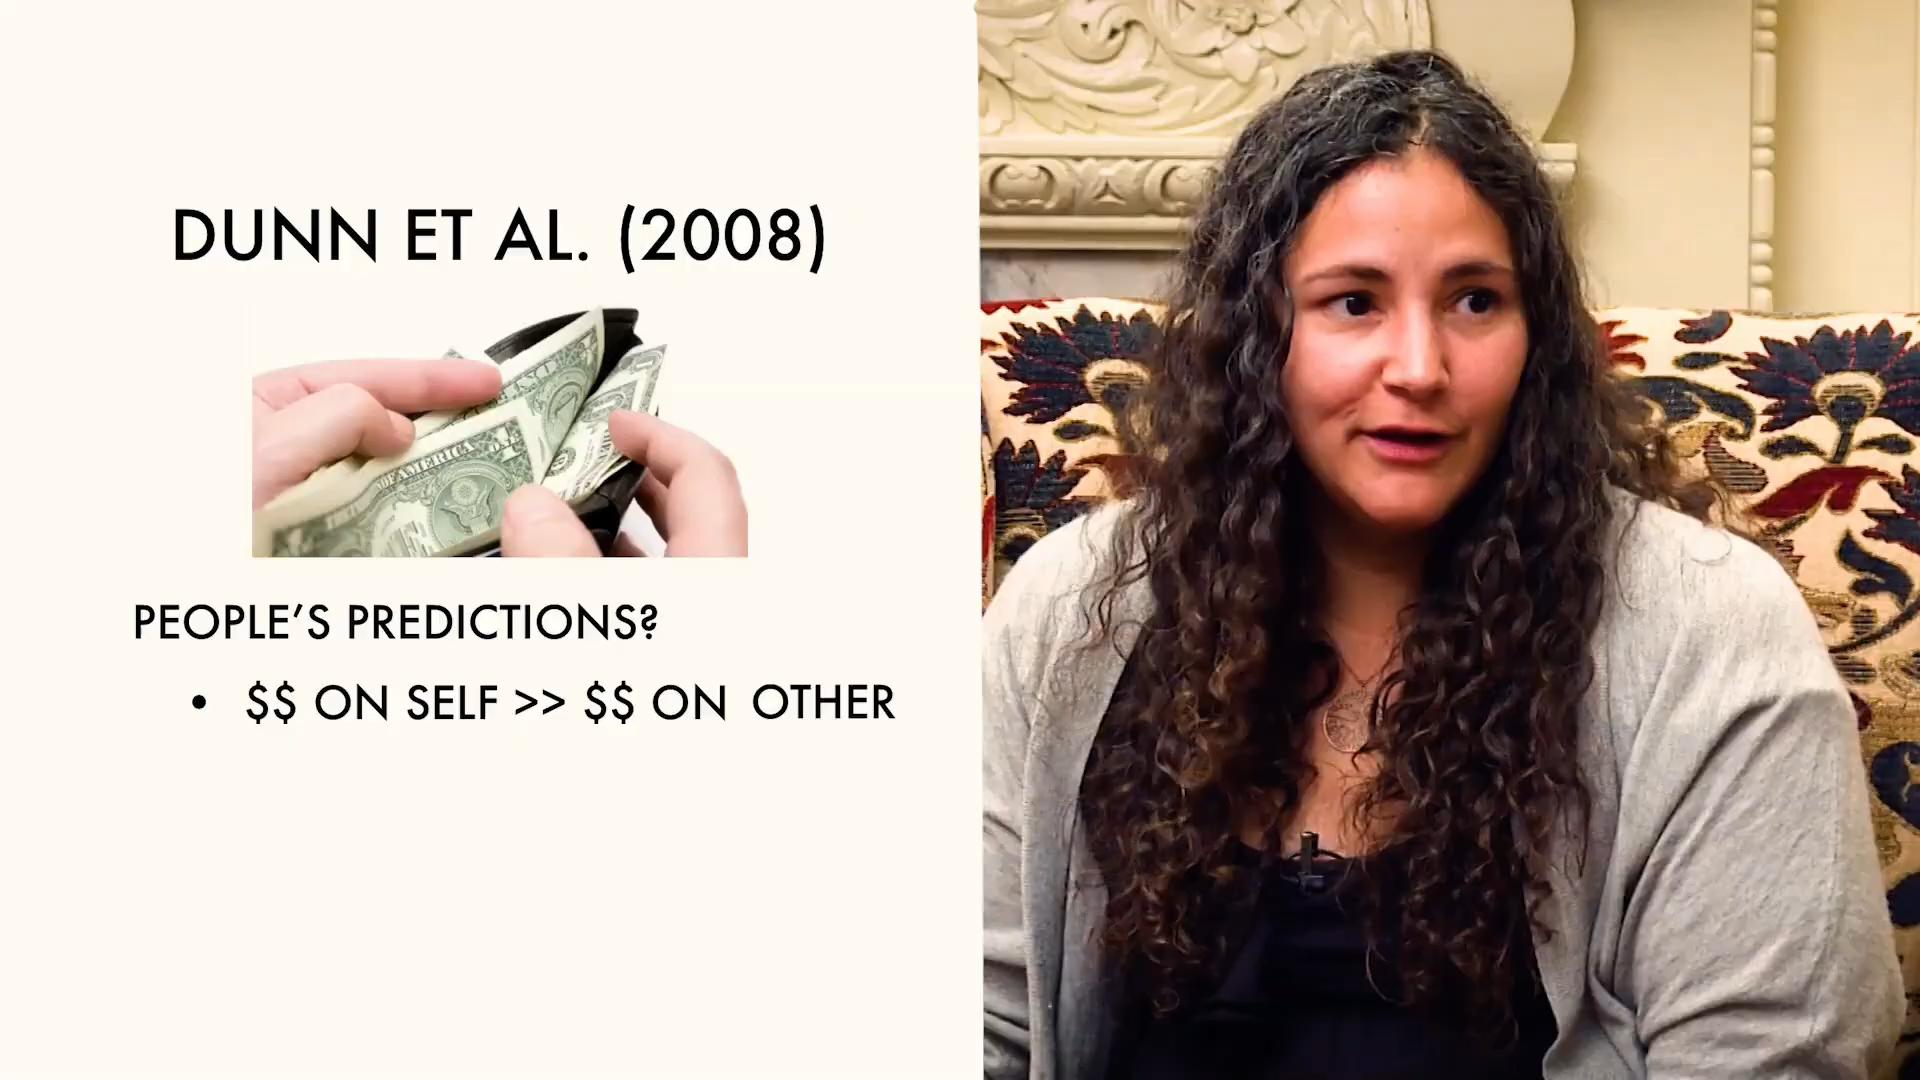 DUNN ET AL. (2008)
PEOPLE'S PREDICTIONS?
• $$ ON SELF >> $$ ON OTHER